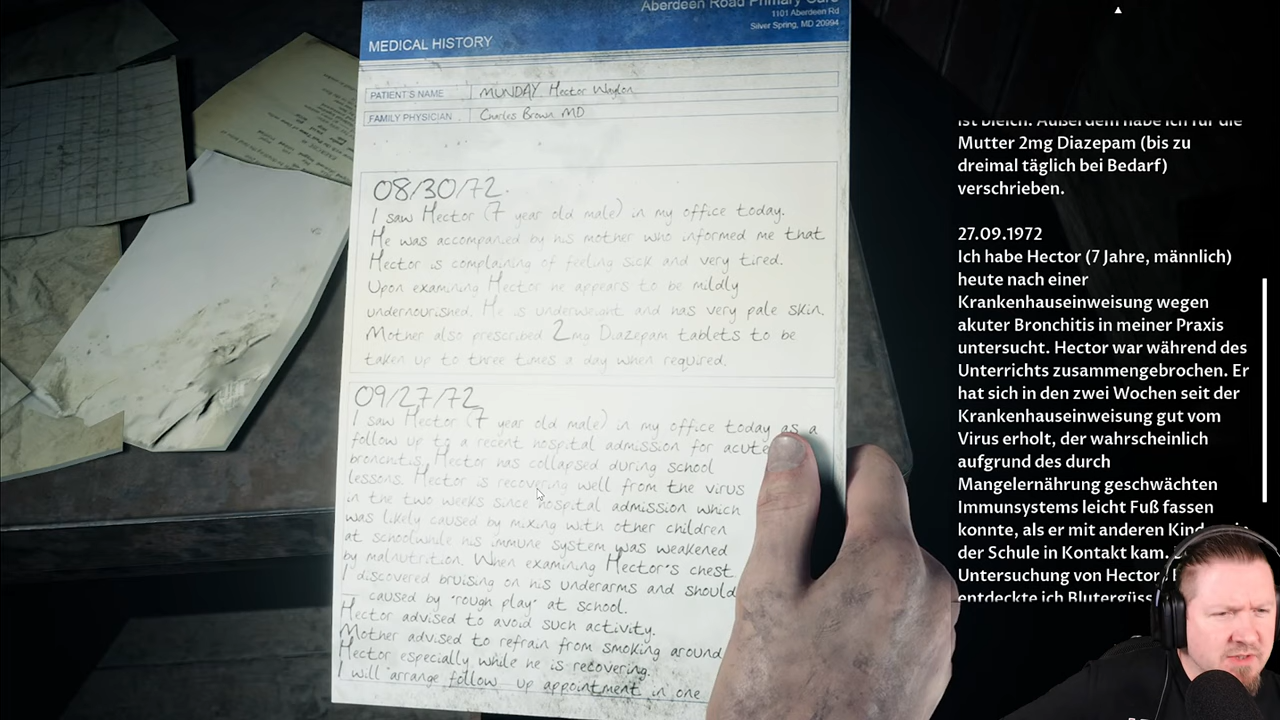 Aberdeen Road Primary Care
1101 Aberdeen Rd
Silver Spring, MD 20994
MEDICAL HISTORY
PATIENT'S NAME MUNDAY Hector Waylon
FAMILY PHYSICIAN Charles Brown MD
08/30/72.
I saw Hector (7 year old male) in my office today.
He was accompanied by his mother who informed me that
Hector is complaining of feeling sick and very tired.
Upon examining Hector he appears to be mildly
undernourished. He is underweight and has very pale skin.
Mother also prescribed 2mg Diazepam tablets to be
taken up to three times a day when required.
09/27/72
I saw Hector (7 year old male) in my office today as a
follow up to a recent hospital admission for acute
bronchitis. Hector has collapsed during school
lessons. Hector is recovering well from the virus
in the two weeks since hospital admission which
was likely caused by mixing with other children
at schoolwhile his immune system was weakened
by malnutrition. When examining Hector's chest
I discovered bruising on his underarms and should
caused by "rough play" at school.
Hector advised to avoid such activity.
Mother advised to refrain from smoking around
Hector especially while he is recovering.
I will arrange follow up appointment in one
ist bleich. Außerdem habe ich für die
Mutter 2mg Diazepam (bis zu
dreimal täglich bei Bedarf)
verschrieben.
27.09.1972
Ich habe Hector (7 Jahre, männlich)
heute nach einer
Krankenhauseinweisung wegen
akuter Bronchitis in meiner Praxis
untersucht. Hector war während des
Unterrichts zusammengebrochen. Er
hat sich in den zwei Wochen seit der
Krankenhauseinweisung gut vom
Virus erholt, der wahrscheinlich
aufgrund des durch
Mangelernährung geschwächten
Immunsystems leicht Fuß fassen
konnte, als er mit anderen Kind
der Schule in Kontakt kam.
Untersuchung von Hector
entdeckte ich Blutergüss